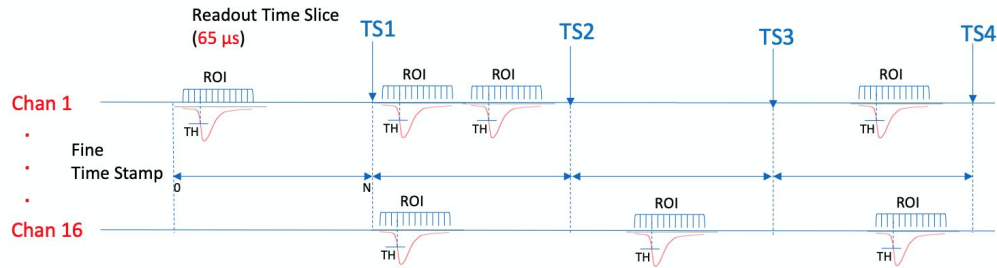 Readout Time Slice
(65 µs)
TS1
TS2
TS3
TS4
ROI
ROI
ROI
ROI
Chan 1
TH
TH
TH
TH
.
.
.
Fine
Time Stamp
0
N
ROI
ROI
ROI
Chan 16
TH
TH
TH